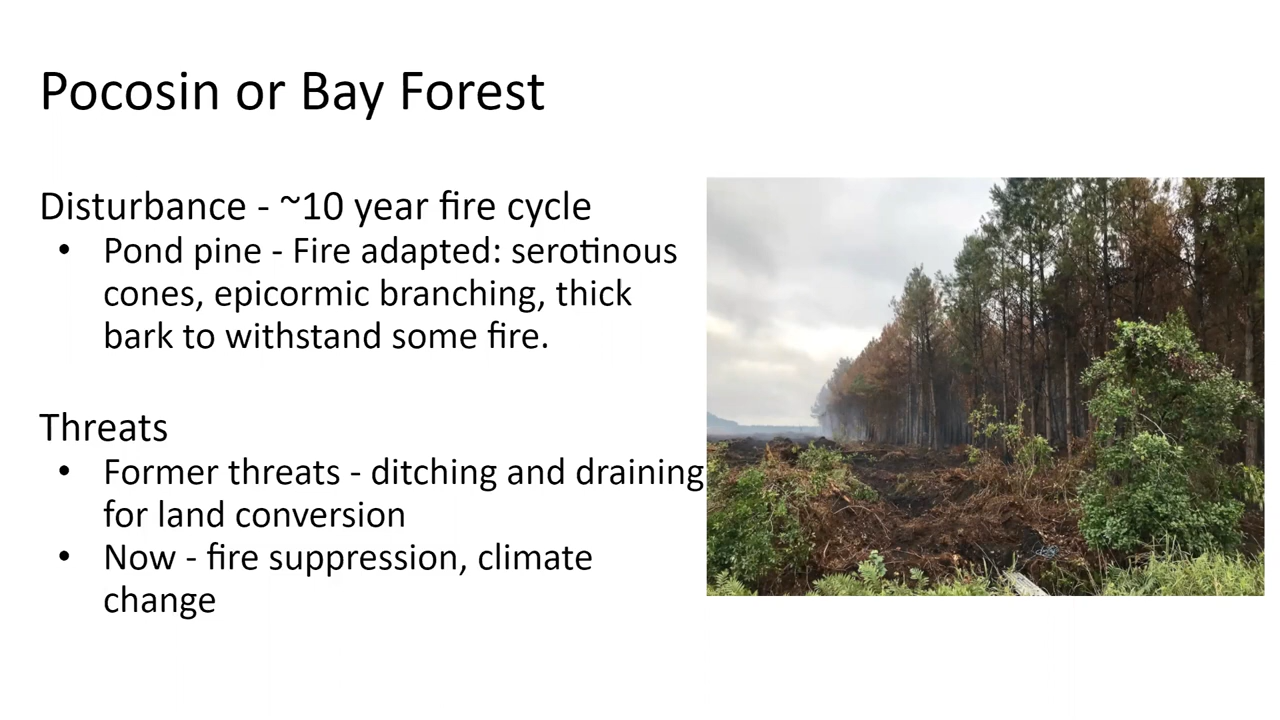 Pocosin or Bay Forest
Disturbance - ~10 year fire cycle
• Pond pine - Fire adapted: serotinous
cones, epicormic branching, thick
bark to withstand some fire.
Threats
• Former threats - ditching and draining
for land conversion
• Now - fire suppression, climate
change